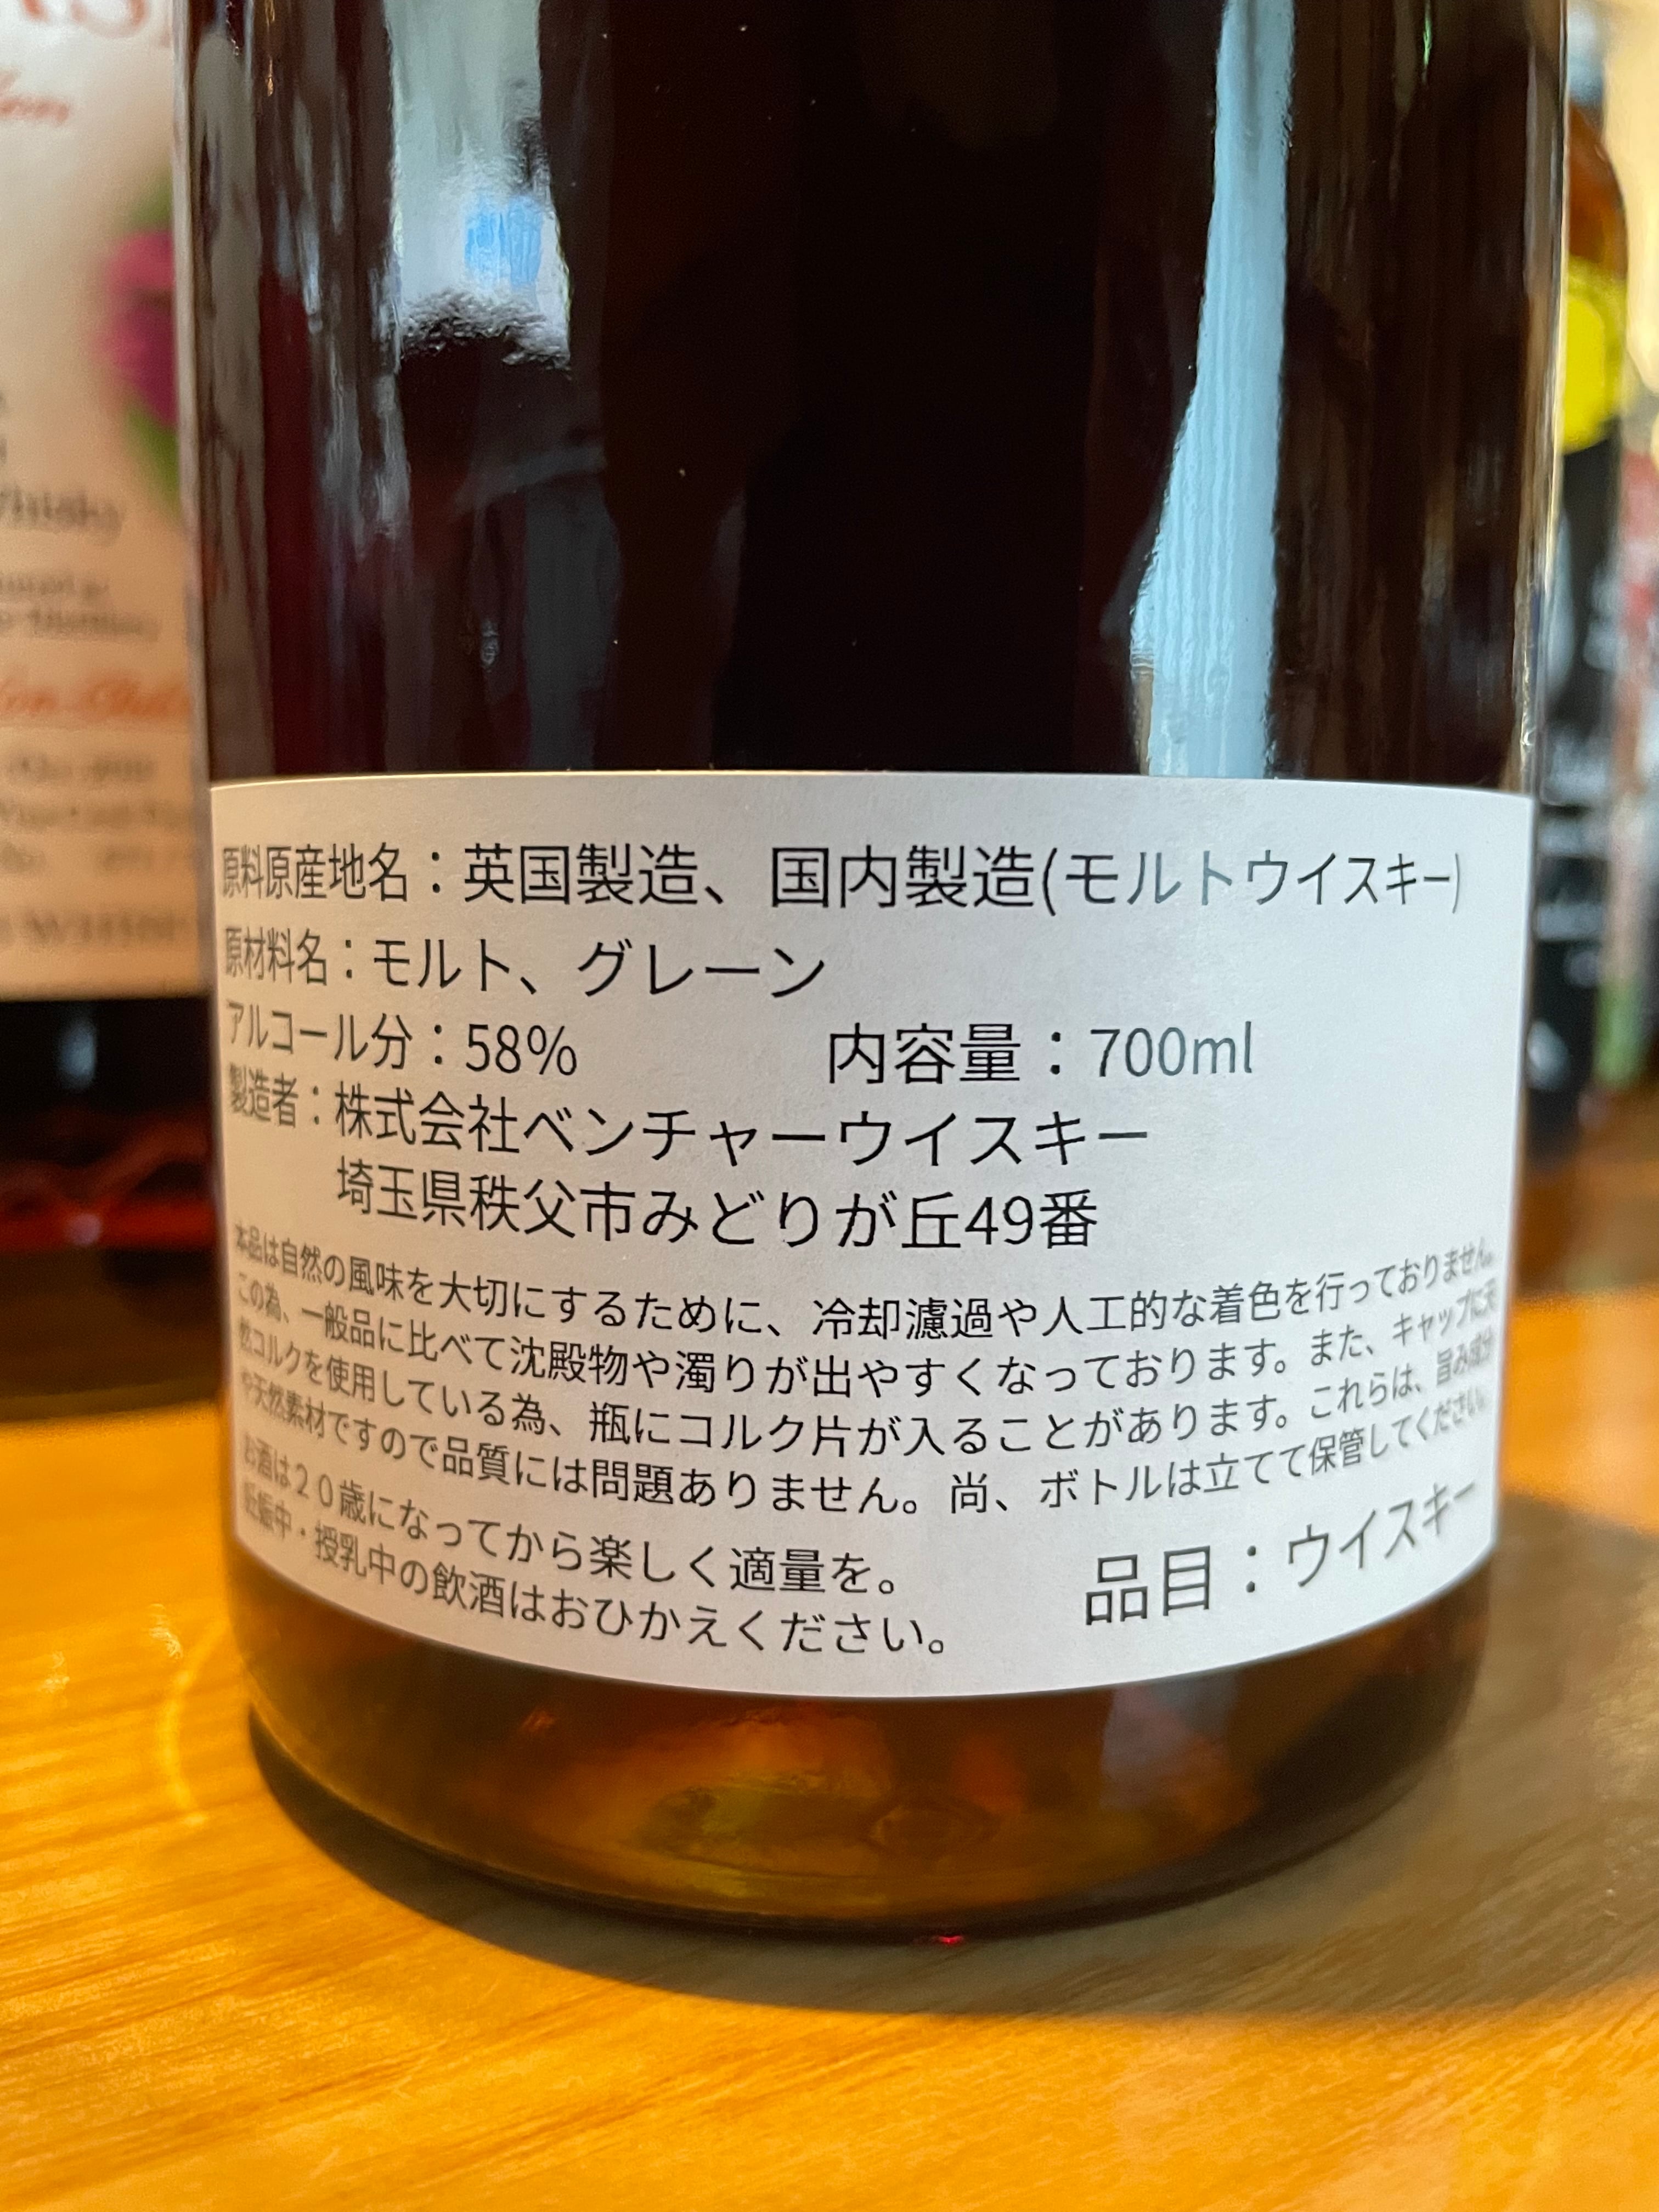 Whisky
原料原産地名：英国製造、国内製造(モルトウイスキー)
原材料名：モルト、グレーン
アルコール分：58% 内容量：700ml
製造者：株式会社ベンチャーウイスキー
埼玉県秩父市みどりが丘49番
本品は自然の風味を大切にするために、冷却濾過や人工的な着色を行っておりません。
この為、一般品に比べて沈殿物や濁りが出やすくなっております。また、キャップに天
然コルクを使用している為、瓶にコルク片が入ることがあります。これらは、旨み成分
や天然素材ですので品質には問題ありません。尚、ボトルは立てて保管してください。
お酒は２０歳になってから楽しく適量を。
妊娠中・授乳中の飲酒はおひかえください。
品目：ウイスキー